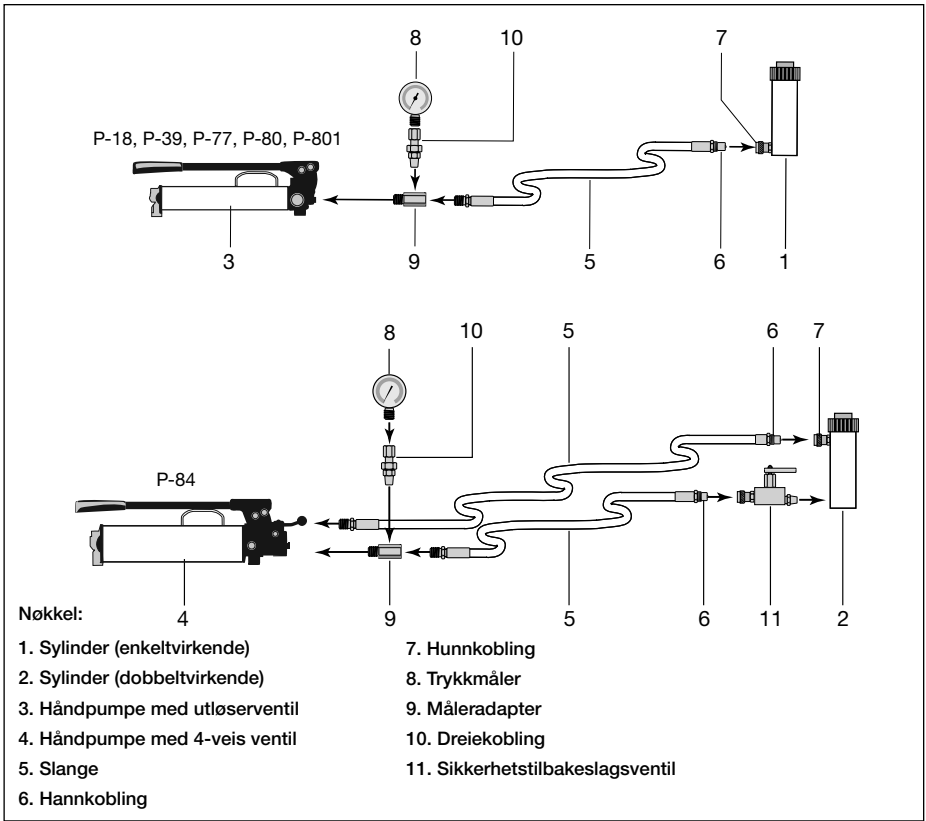 8 10 7
P-18, P-39, P-77, P-80, P-801
3 9 5 6 1
8 10 5 6 7
P-84
4 9 5 6 11 2
Nøkkel:
1. Sylinder (enkeltvirkende)
2. Sylinder (dobbeltvirkende)
3. Håndpumpe med utløserventil
4. Håndpumpe med 4-veis ventil
5. Slange
6. Hannkobling
7. Hunnkobling
8. Trykkmåler
9. Måleradapter
10. Dreiekobling
11. Sikkerhetstilbakeslagsventil